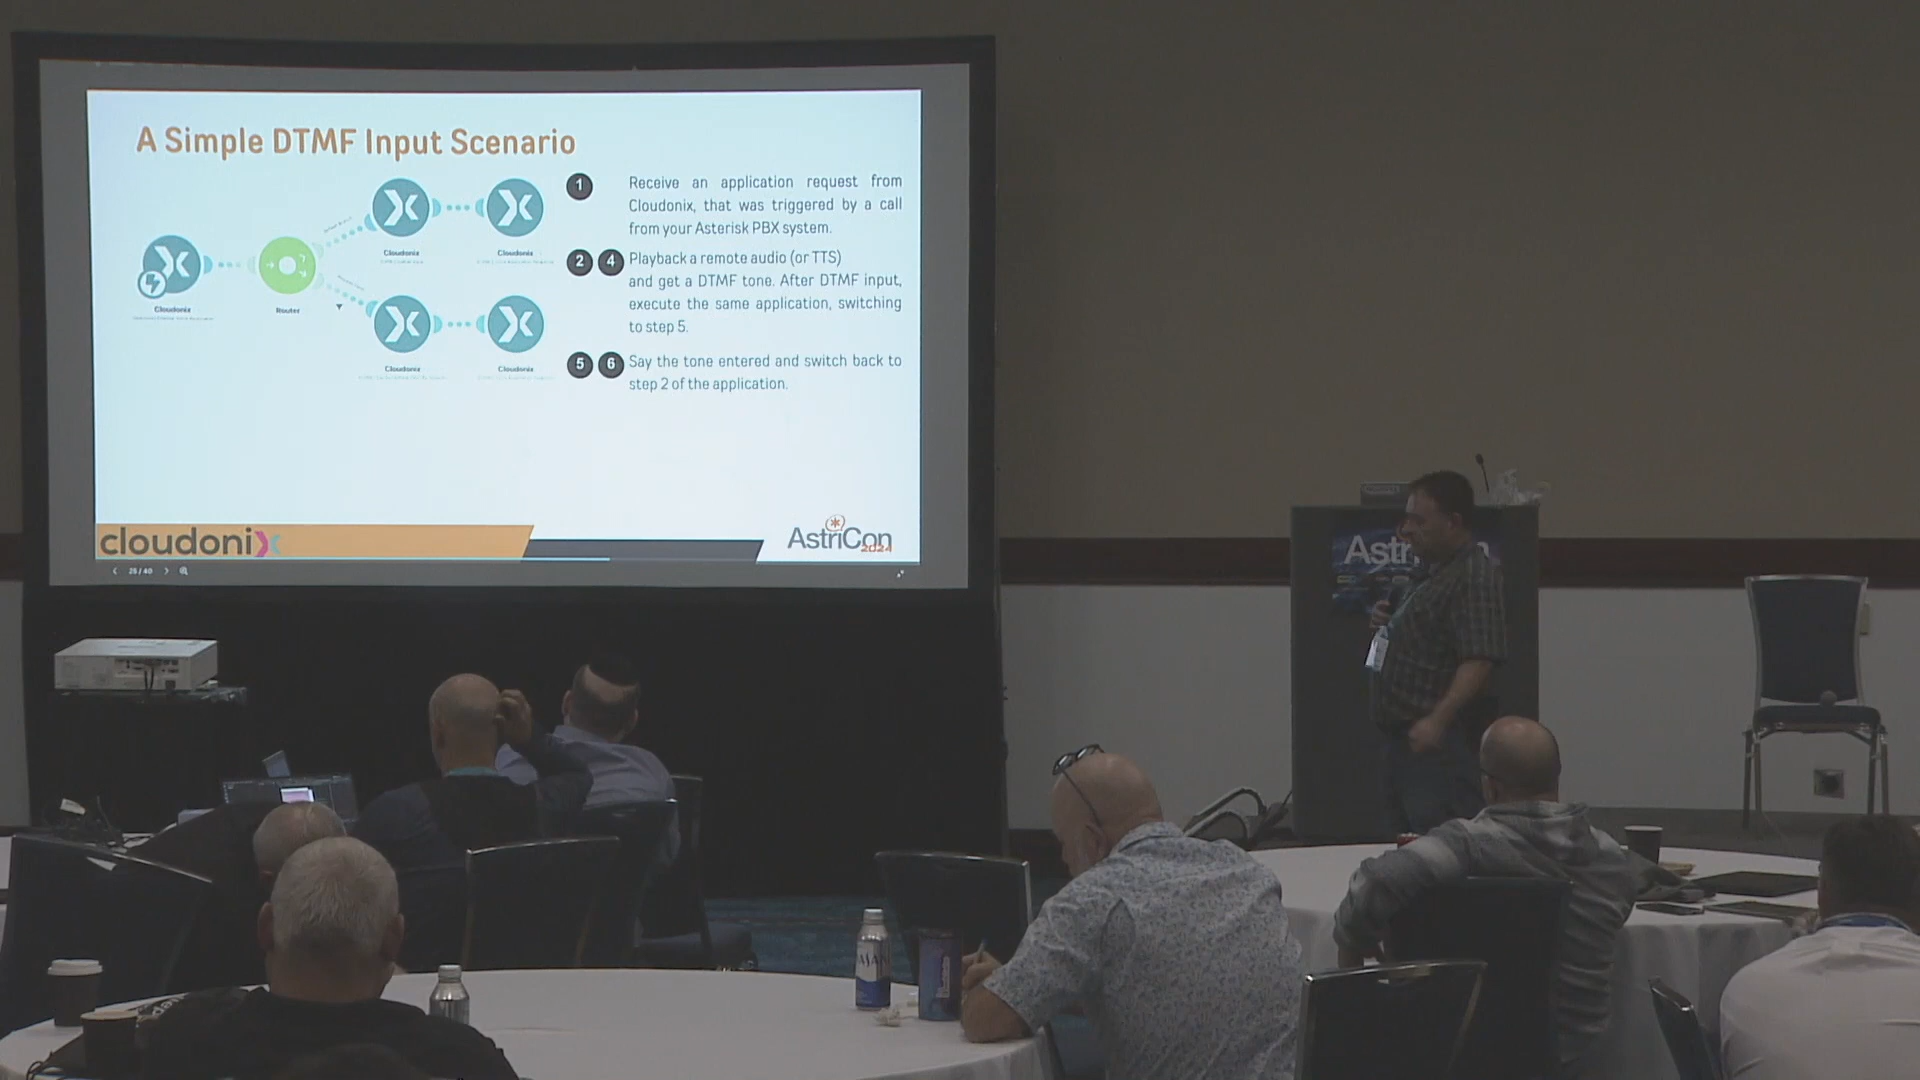 A Simple DTMF Input Scenario
1
Receive an application request from
Cloudonix, that was triggered by a call
from your Asterisk PBX system.
2 4
Playback a remote audio (or TTS)
and get a DTMF tone. After DTMF input,
execute the same application, switching
to step 5.
5 6
Say the tone entered and switch back to
step 2 of the application.
Cloudonix
Router
Cloudonix
Cloudonix
Cloudonix
Cloudonix
cloudonix
AstriCon
2024
Astr n